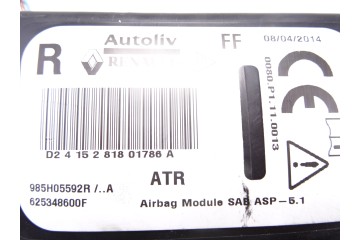 Autoliv FF 08/04/2014
R RENAULT
0080.P1.11.0013
D2 4 15 2 818 01786 A
985H05592R /..A ATR
625348600F Airbag Module SAB ASP-5.1